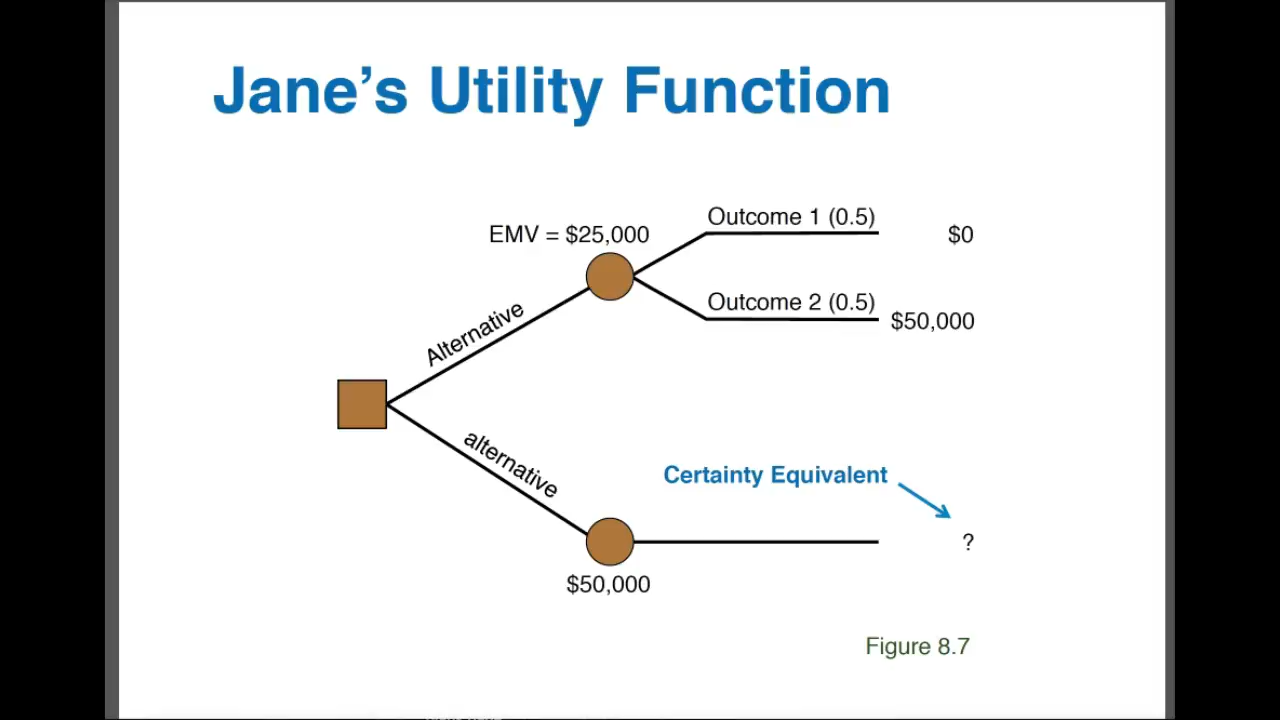 Jane's Utility Function
Outcome 1 (0.5)
EMV = $25,000
$0
Outcome 2 (0.5)
$50,000
Alternative
alternative
Certainty Equivalent
?
$50,000
Figure 8.7